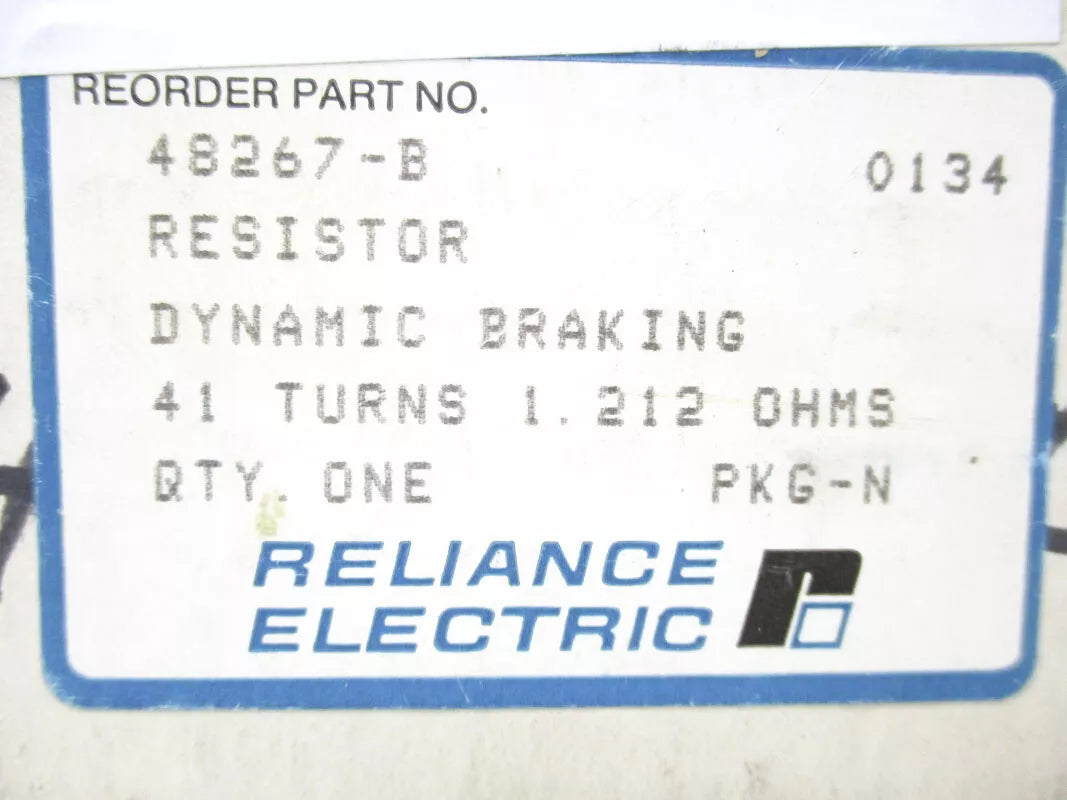 REORDER PART NO.
48267-B 0134
RESISTOR
DYNAMIC BRAKING
41 TURNS 1.212 OHMS
QTY. ONE PKG-N
RELIANCE
ELECTRIC